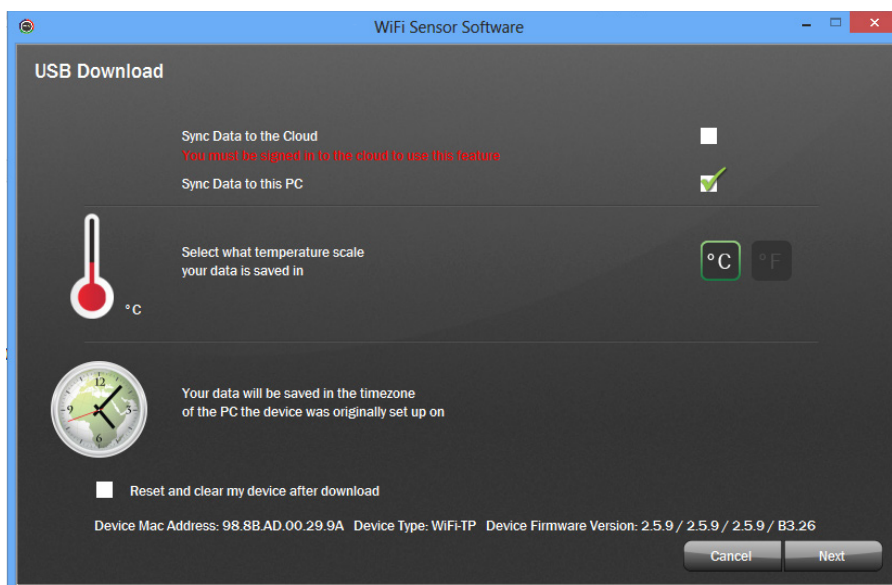 WiFi Sensor Software
USB Download
Sync Data to the Cloud
You must be signed in to the cloud to use this feature
Sync Data to this PC
Select what temperature scale
your data is saved in
°C
°F
°C
12
9
3
6
Your data will be saved in the timezone
of the PC the device was originally set up on
Reset and clear my device after download
Device Mac Address: 98.8B.AD.00.29.9A Device Type: WiFi-TP Device Firmware Version: 2.5.9 / 2.5.9 / 2.5.9 / B3.26
Cancel
Next